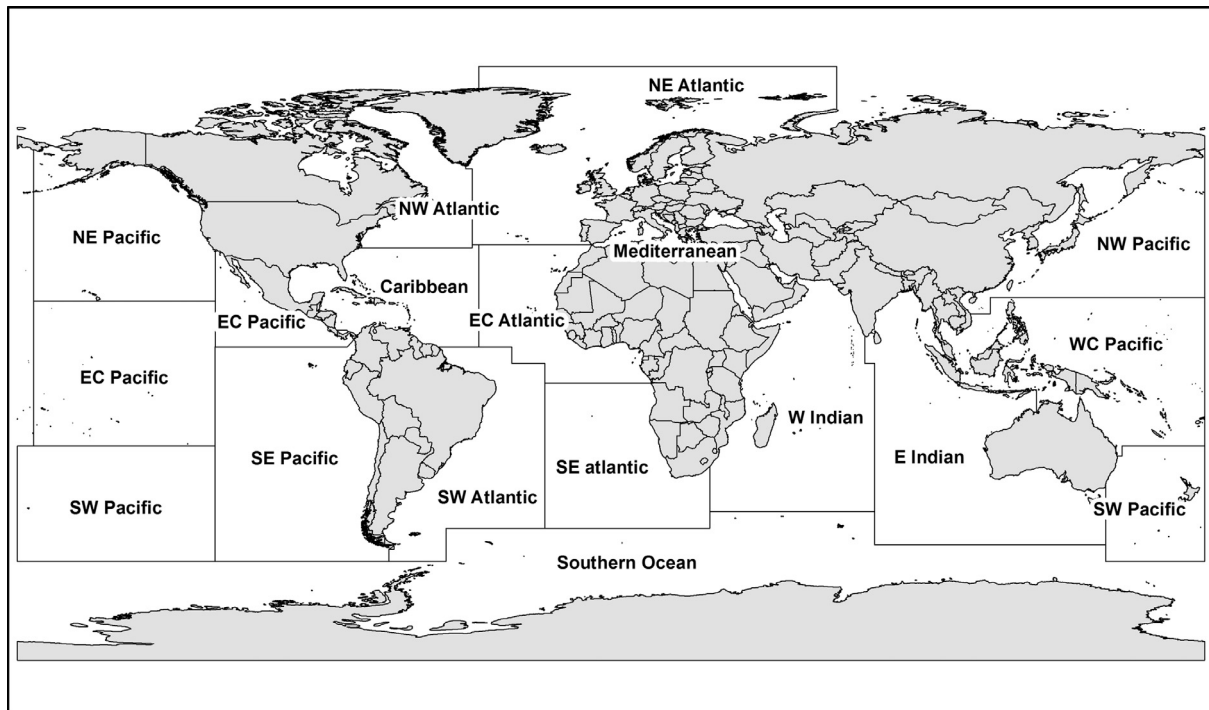 NE Atlantic
NW Atlantic
NE Pacific
NW Pacific
Mediterranean
Caribbean
EC Pacific
EC Atlantic
WC Pacific
EC Pacific
W Indian
SE Pacific
SE atlantic
E Indian
SW Atlantic
SW Pacific
SW Pacific
Southern Ocean